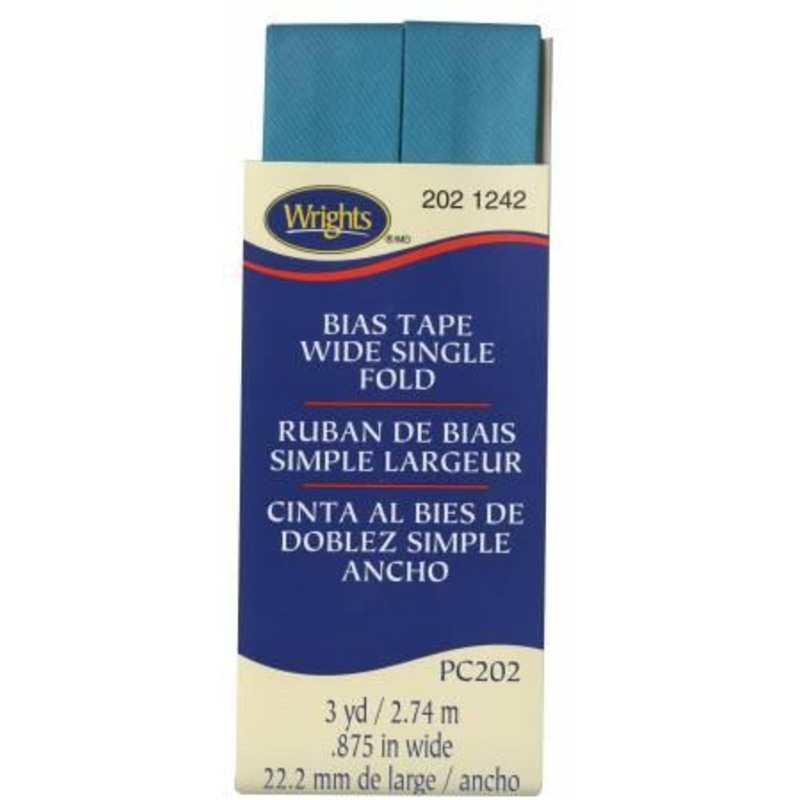 Wrights
®/MD
202 1242
BIAS TAPE
WIDE SINGLE
FOLD
RUBAN DE BIAIS
SIMPLE LARGEUR
CINTA AL BIES DE
DOBLEZ SIMPLE
ANCHO
PC202
3 yd / 2.74 m
.875 in wide
22.2 mm de large / ancho